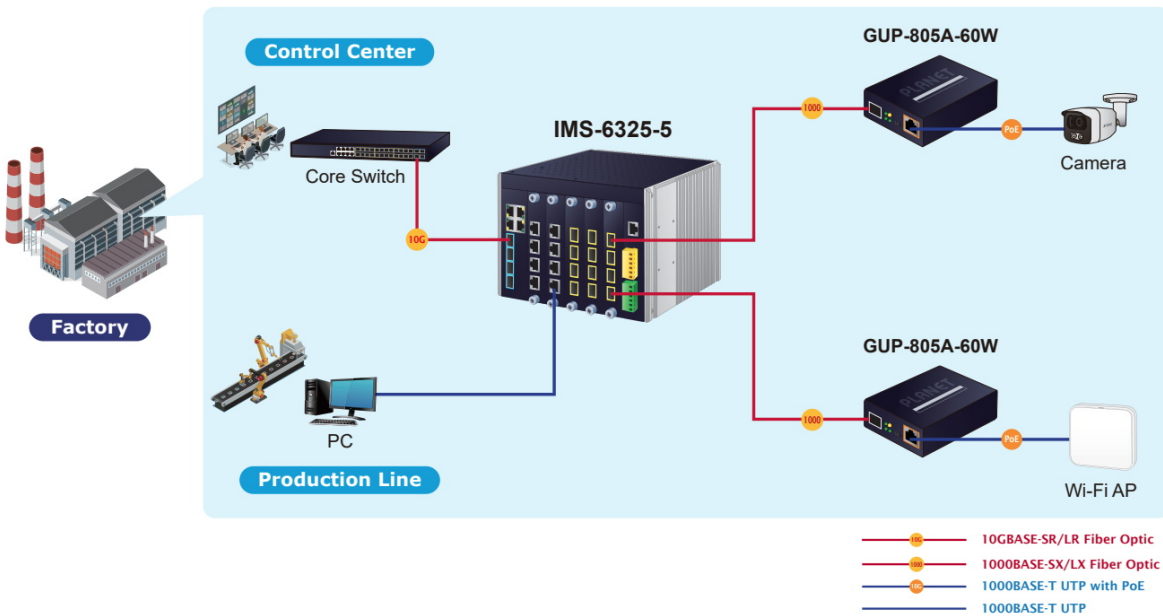 Control Center
GUP-805A-60W
1000
PLANET
PoE
Camera
IMS-6325-5
Core Switch
10G
Factory
GUP-805A-60W
PLANET
1000
PoE
Wi-Fi AP
PC
Production Line
10G 10GBASE-SR/LR Fiber Optic
1000 1000BASE-SX/LX Fiber Optic
10G 1000BASE-T UTP with PoE
1000BASE-T UTP